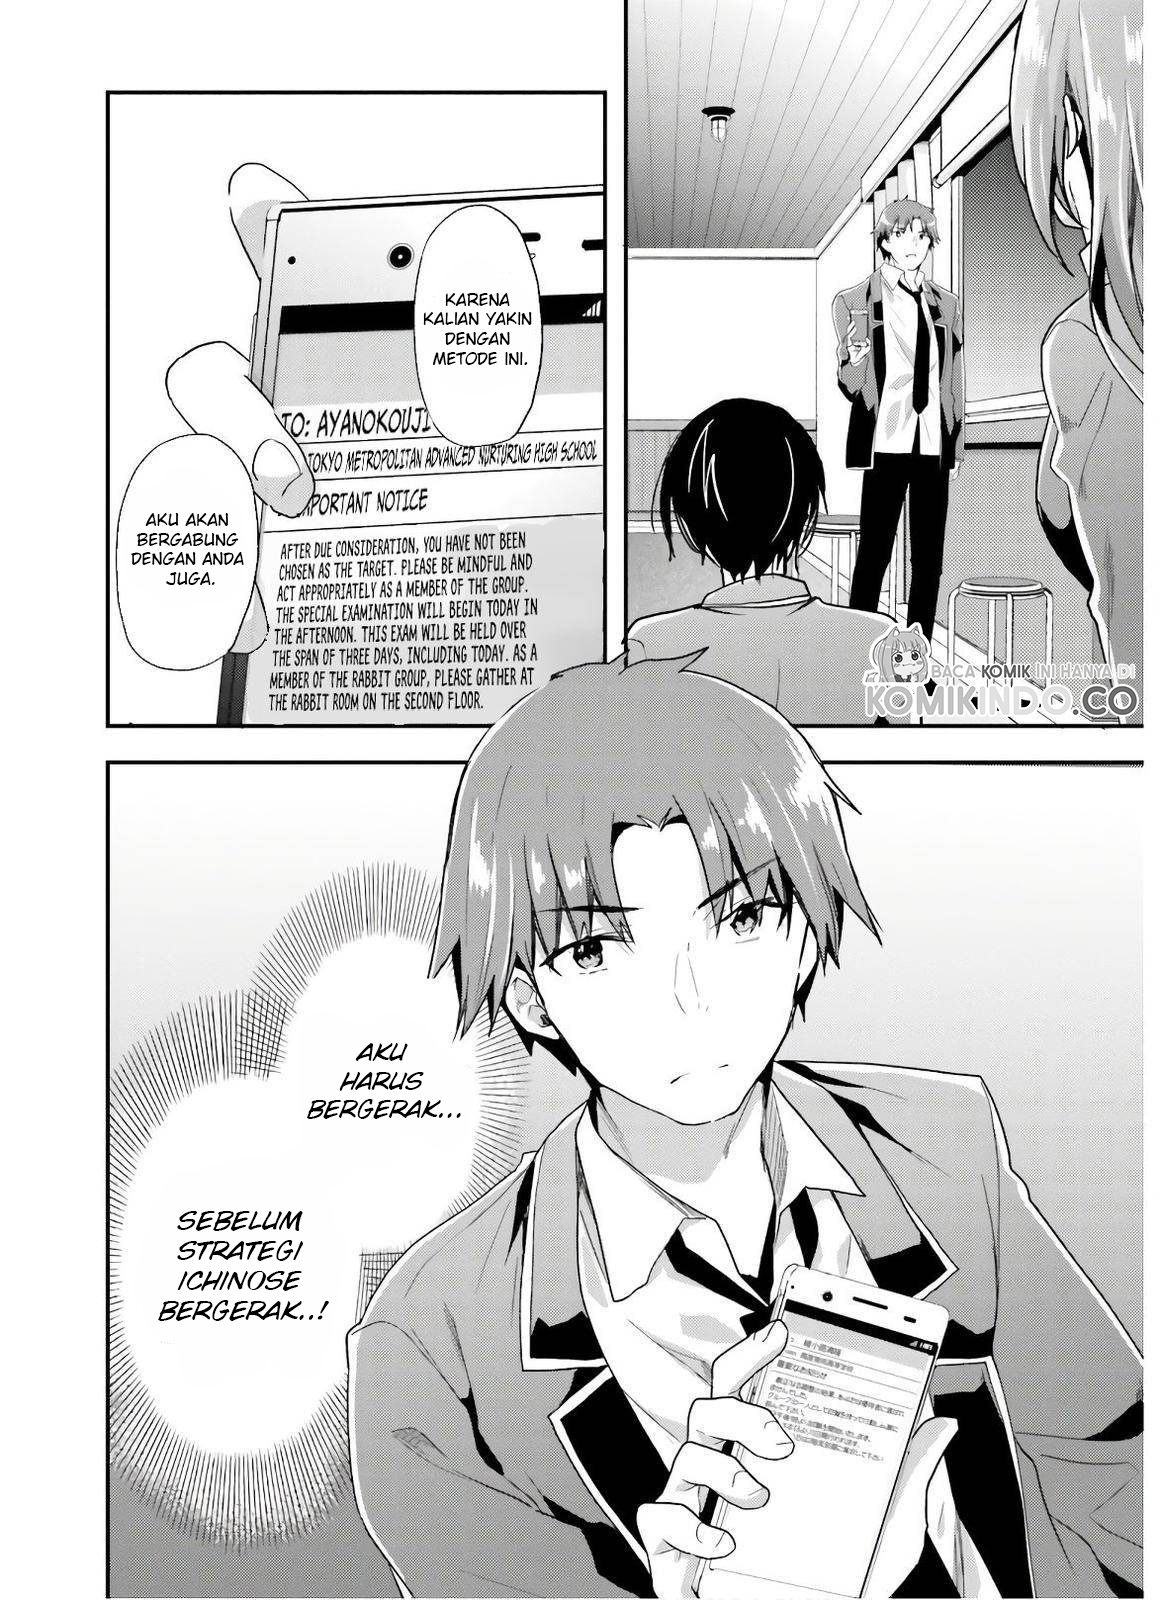 KARENA
KALIAN YAKIN
DENGAN
METODE INI.
AKU AKAN
BERGABUNG
DENGAN ANDA
JUGA.
TO: AYANOKOUJI
TOKYO METROPOLITAN ADVANCED NURTURING HIGH SCHOOL
IMPORTANT NOTICE
AFTER DUE CONSIDERATION, YOU HAVE NOT BEEN
CHOSEN AS THE TARGET. PLEASE BE MINDFUL AND
ACT APPROPRIATELY AS A MEMBER OF THE GROUP.
THE SPECIAL EXAMINATION WILL BEGIN TODAY IN
THE AFTERNOON. THIS EXAM WILL BE HELD OVER
THE SPAN OF THREE DAYS, INCLUDING TODAY. AS A
MEMBER OF THE RABBIT GROUP, PLEASE GATHER AT
THE RABBIT ROOM ON THE SECOND FLOOR.
BACA KOMIK INI HANYA DI
KOMIKINDO.CO
AKU
HARUS
BERGERAK...
SEBELUM
STRATEGI
ICHINOSE
BERGERAK..!